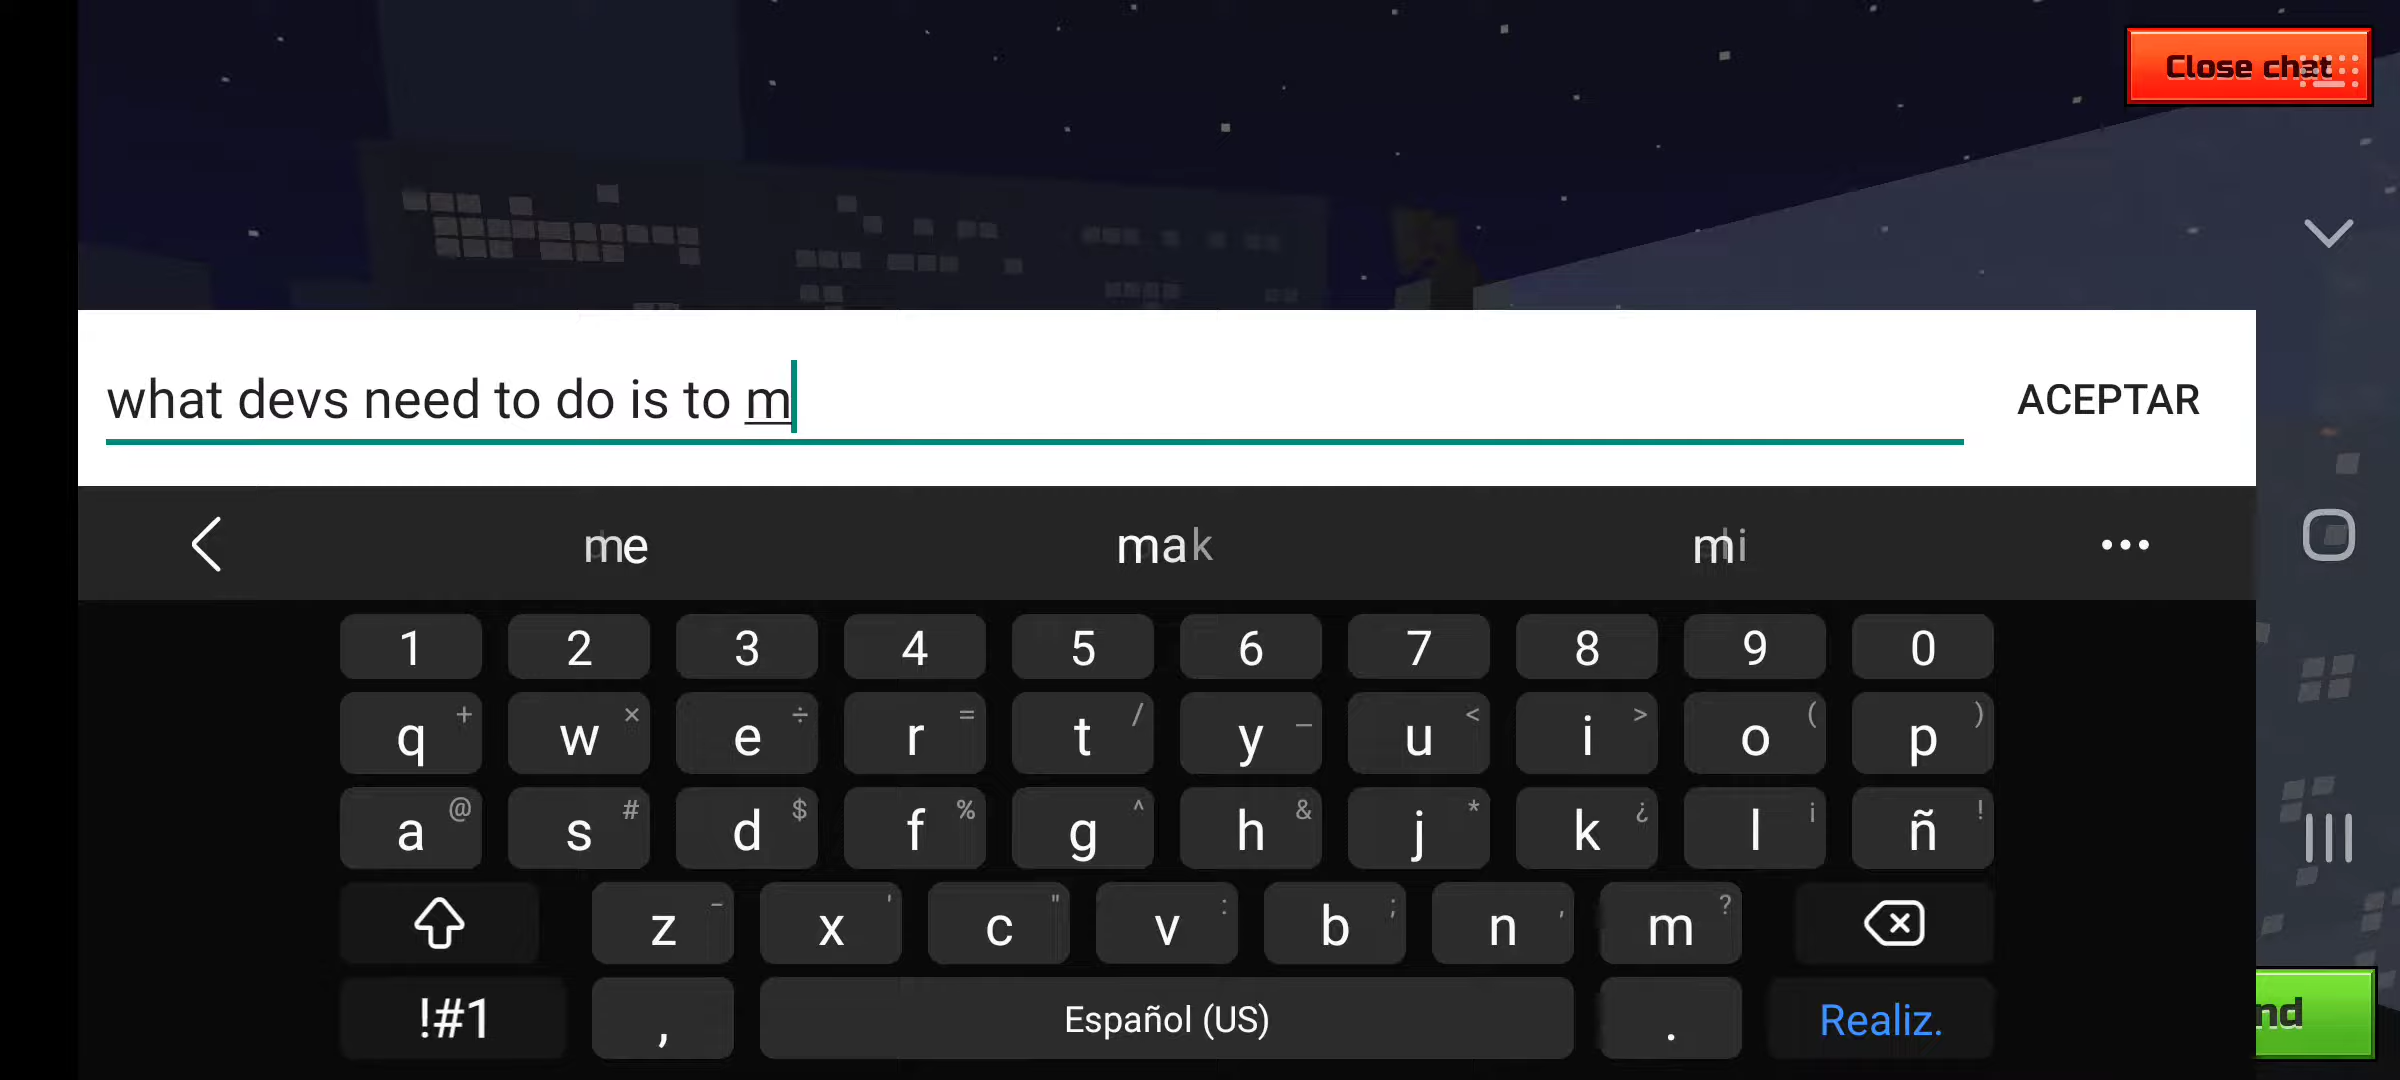 Close chat
what devs need to do is to m
ACEPTAR
me mak mi
1 2 3 4 5 6 7 8 9 0
q + w × e ÷ r = t / y _ u < i > o ( p )
a @ s # d $ f % g ^ h & j * k ¿ l ¡ ñ !
z - x ' c " v : b ; n , m ?
!#1 , Español (US) . Realiz.
nd